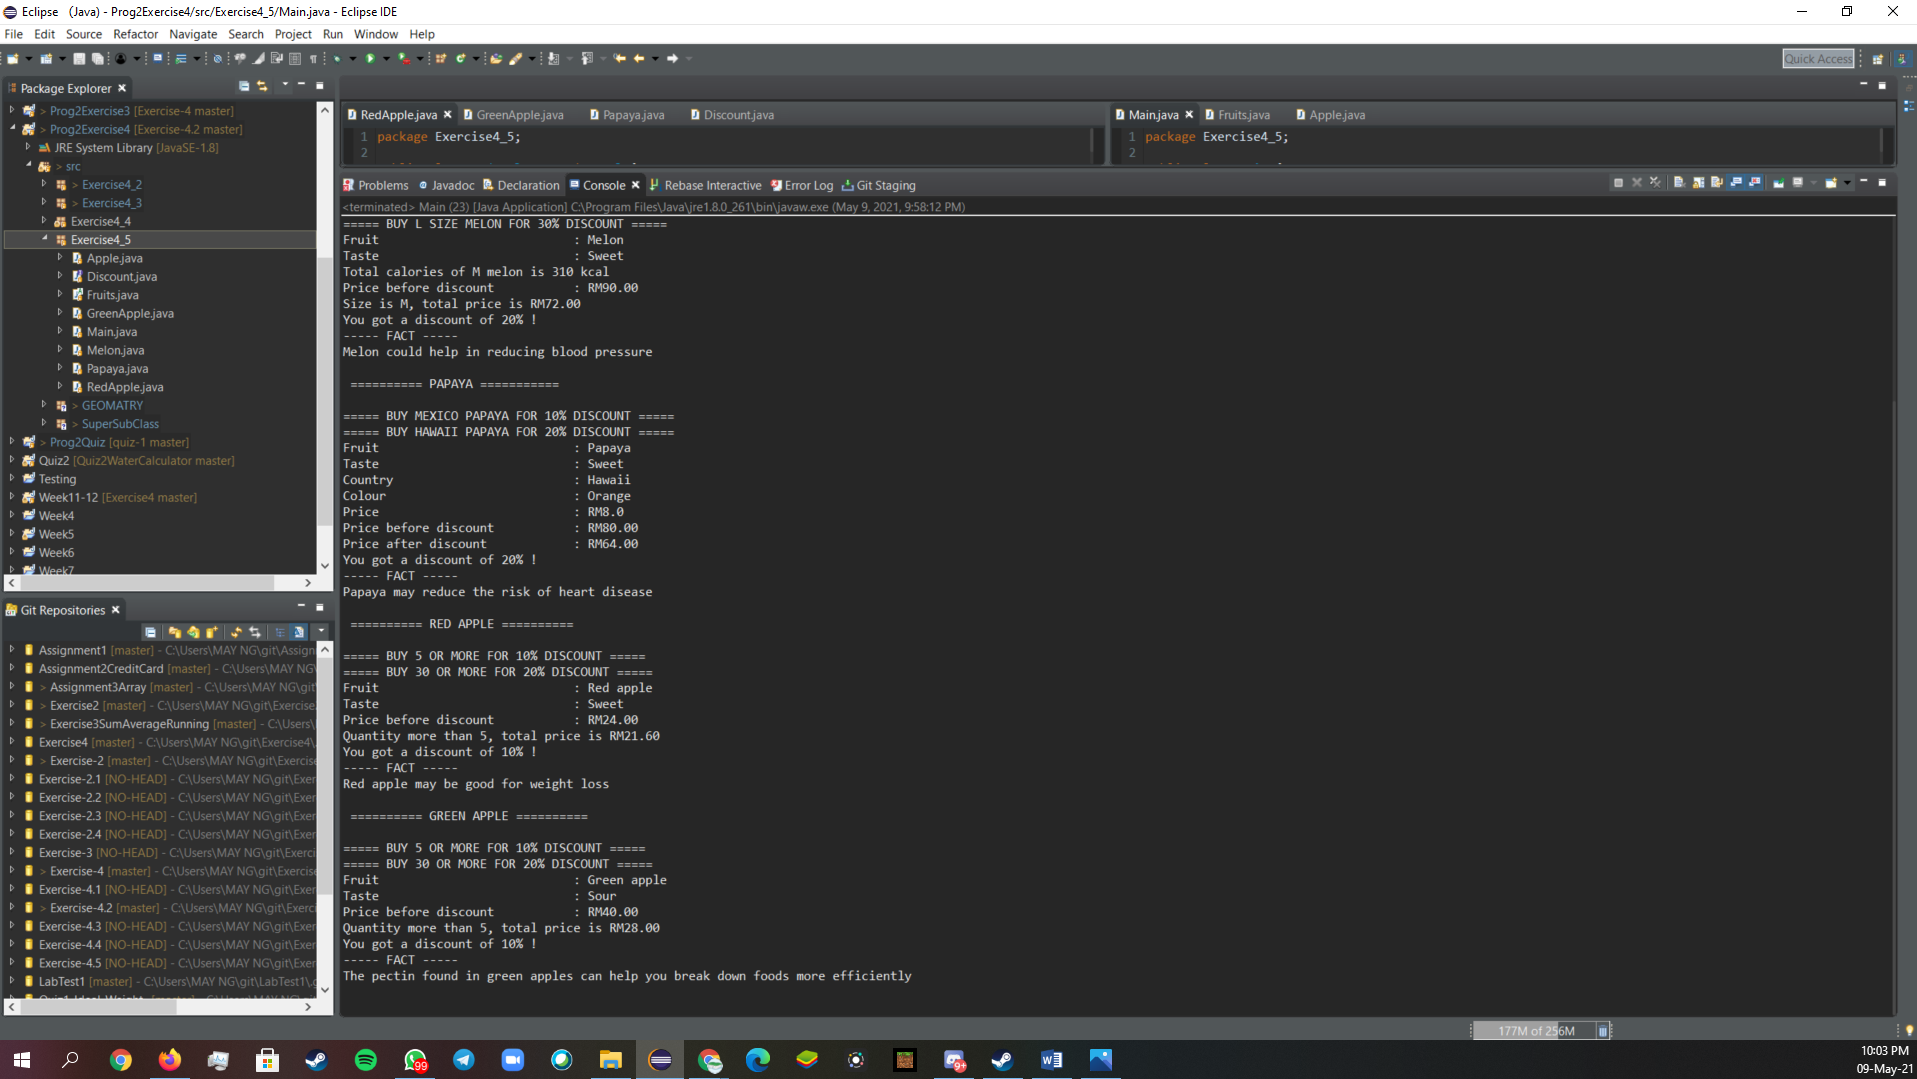 Eclipse (Java) - Prog2Exercise4/src/Exercise4_5/Main.java - Eclipse IDE
File Edit Source Refactor Navigate Search Project Run Window Help
Quick Access
Package Explorer
> Prog2Exercise3 [Exercise-4 master]
> Prog2Exercise4 [Exercise-4.2 master]
JRE System Library [JavaSE-1.8]
> src
> Exercise4_2
> Exercise4_3
Exercise4_4
Exercise4_5
Apple.java
Discount.java
Fruits.java
GreenApple.java
Main.java
Melon.java
Papaya.java
RedApple.java
> GEOMATRY
> SuperSubClass
> Prog2Quiz [quiz-1 master]
Quiz2 [Quiz2WaterCalculator master]
Testing
Week11-12 [Exercise4 master]
Week4
Week5
Week6
Week7
Git Repositories
Assignment1 [master] - C:\Users\MAY NG\git\Assign
Assignment2CreditCard [master] - C:\Users\MAY NG\
> Assignment3Array [master] - C:\Users\MAY NG\git\
> Exercise2 [master] - C:\Users\MAY NG\git\Exercise
> Exercise3SumAverageRunning [master] - C:\Users\
Exercise4 [master] - C:\Users\MAY NG\git\Exercise4\.
> Exercise-2 [master] - C:\Users\MAY NG\git\Exercise
Exercise-2.1 [NO-HEAD] - C:\Users\MAY NG\git\Exer
Exercise-2.2 [NO-HEAD] - C:\Users\MAY NG\git\Exer
Exercise-2.3 [NO-HEAD] - C:\Users\MAY NG\git\Exer
Exercise-2.4 [NO-HEAD] - C:\Users\MAY NG\git\Exer
Exercise-3 [NO-HEAD] - C:\Users\MAY NG\git\Exerci
> Exercise-4 [master] - C:\Users\MAY NG\git\Exercise
Exercise-4.1 [NO-HEAD] - C:\Users\MAY NG\git\Exer
> Exercise-4.2 [master] - C:\Users\MAY NG\git\Exerci
Exercise-4.3 [NO-HEAD] - C:\Users\MAY NG\git\Exer
Exercise-4.4 [NO-HEAD] - C:\Users\MAY NG\git\Exer
Exercise-4.5 [NO-HEAD] - C:\Users\MAY NG\git\Exer
LabTest1 [master] - C:\Users\MAY NG\git\LabTest1\.g
RedApple.java GreenApple.java Papaya.java Discount.java
1 package Exercise4_5;
2
Main.java Fruits.java Apple.java
1 package Exercise4_5;
2
Problems Javadoc Declaration Console Rebase Interactive Error Log Git Staging
<terminated> Main (23) [Java Application] C:\Program Files\Java\jre1.8.0_261\bin\javaw.exe (May 9, 2021, 9:58:12 PM)
===== BUY L SIZE MELON FOR 30% DISCOUNT =====
Fruit : Melon
Taste : Sweet
Total calories of M melon is 310 kcal
Price before discount : RM90.00
Size is M, total price is RM72.00
You got a discount of 20% !
----- FACT -----
Melon could help in reducing blood pressure
========== PAPAYA ===========
===== BUY MEXICO PAPAYA FOR 10% DISCOUNT =====
===== BUY HAWAII PAPAYA FOR 20% DISCOUNT =====
Fruit : Papaya
Taste : Sweet
Country : Hawaii
Colour : Orange
Price : RM8.0
Price before discount : RM80.00
Price after discount : RM64.00
You got a discount of 20% !
----- FACT -----
Papaya may reduce the risk of heart disease
========== RED APPLE ==========
===== BUY 5 OR MORE FOR 10% DISCOUNT =====
===== BUY 30 OR MORE FOR 20% DISCOUNT =====
Fruit : Red apple
Taste : Sweet
Price before discount : RM24.00
Quantity more than 5, total price is RM21.60
You got a discount of 10% !
----- FACT -----
Red apple may be good for weight loss
========== GREEN APPLE ==========
===== BUY 5 OR MORE FOR 10% DISCOUNT =====
===== BUY 30 OR MORE FOR 20% DISCOUNT =====
Fruit : Green apple
Taste : Sour
Price before discount : RM40.00
Quantity more than 5, total price is RM28.00
You got a discount of 10% !
----- FACT -----
The pectin found in green apples can help you break down foods more efficiently
177M of 256M
99
9+
10:03 PM
09-May-21